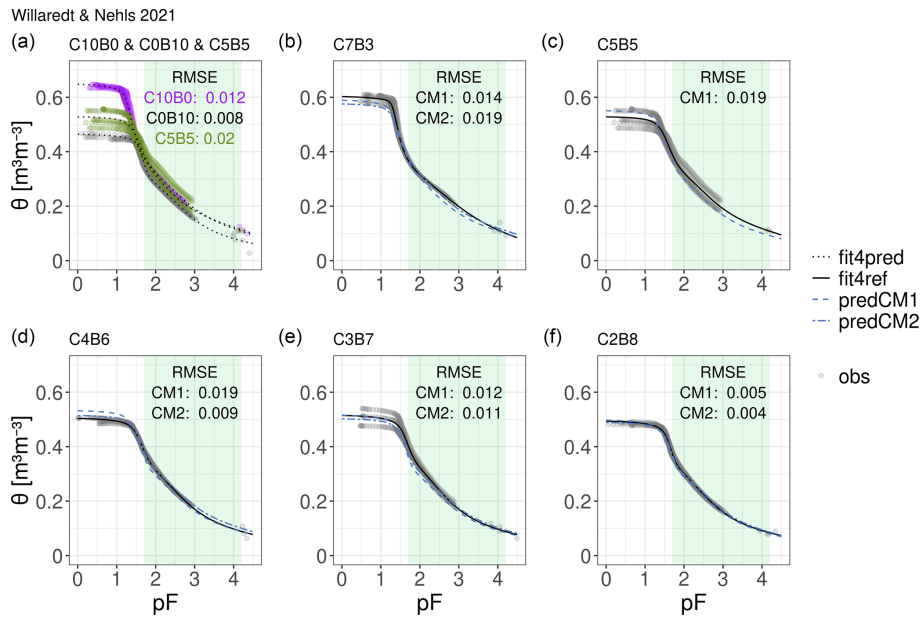 Willaredt & Nehls 2021
(a) C10B0 & C0B10 & C5B5
RMSE
C10B0: 0.012
C0B10: 0.008
C5B5: 0.02
θ [m³m⁻³]
0.6
0.4
0.2
0
0 1 2 3 4
(b) C7B3
RMSE
CM1: 0.014
CM2: 0.019
0.6
0.4
0.2
0
0 1 2 3 4
(c) C5B5
RMSE
CM1: 0.019
0.6
0.4
0.2
0
0 1 2 3 4
fit4pred
fit4ref
predCM1
predCM2
obs
(d) C4B6
RMSE
CM1: 0.019
CM2: 0.009
θ [m³m⁻³]
0.6
0.4
0.2
0
0 1 2 3 4
pF
(e) C3B7
RMSE
CM1: 0.012
CM2: 0.011
0.6
0.4
0.2
0
0 1 2 3 4
pF
(f) C2B8
RMSE
CM1: 0.005
CM2: 0.004
0.6
0.4
0.2
0
0 1 2 3 4
pF